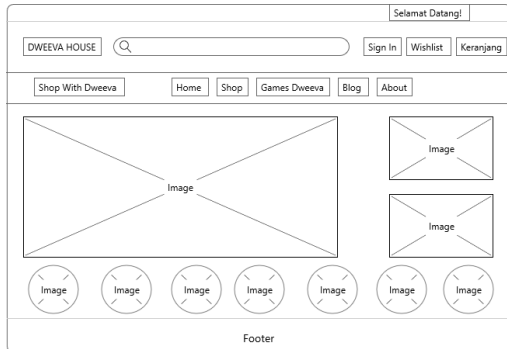 Selamat Datang!
DWEEVA HOUSE Sign In Wishlist Keranjang
Shop With Dweeva Home Shop Games Dweeva Blog About
Image
Image
Image
Image Image Image Image Image Image Image
Footer